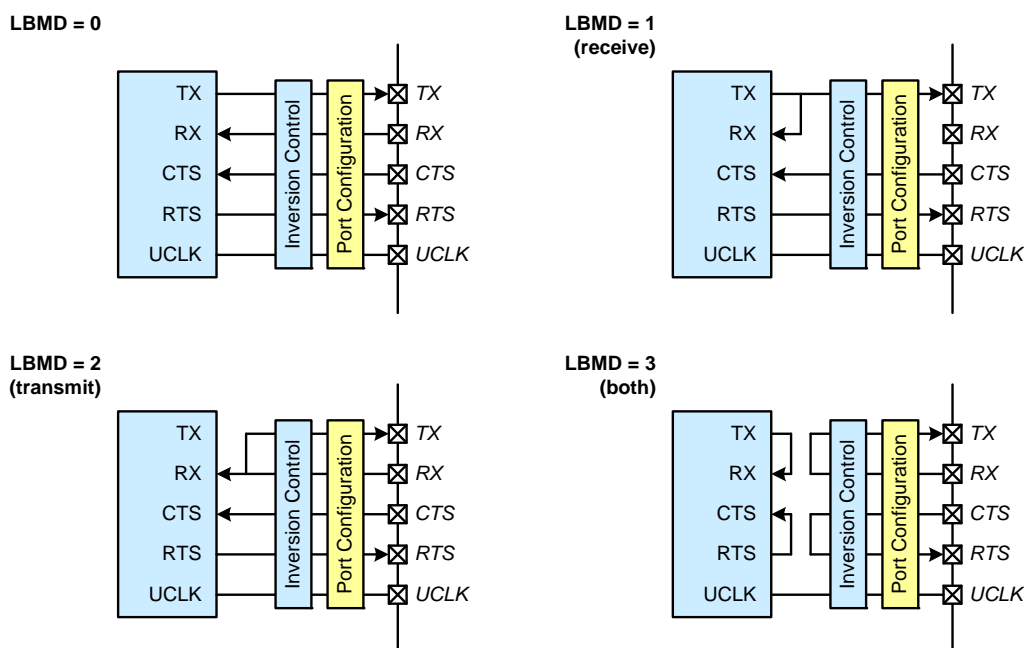 LBMD = 0
TX
RX
CTS
RTS
UCLK
Inversion Control
Port Configuration
TX
RX
CTS
RTS
UCLK
LBMD = 1
(receive)
TX
RX
CTS
RTS
UCLK
Inversion Control
Port Configuration
TX
RX
CTS
RTS
UCLK
LBMD = 2
(transmit)
TX
RX
CTS
RTS
UCLK
Inversion Control
Port Configuration
TX
RX
CTS
RTS
UCLK
LBMD = 3
(both)
TX
RX
CTS
RTS
UCLK
Inversion Control
Port Configuration
TX
RX
CTS
RTS
UCLK